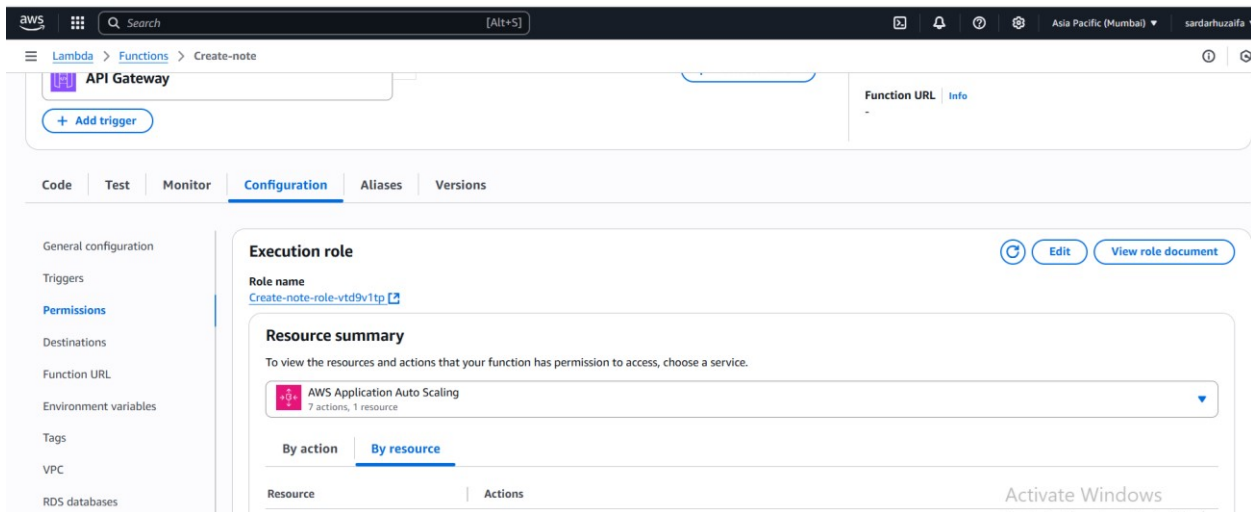 aws Search [Alt+S] Asia Pacific (Mumbai) sardarhuzaifa
Lambda > Functions > Create-note
API Gateway
+ Add trigger
Function URL Info
-
Code Test Monitor Configuration Aliases Versions
General configuration
Triggers
Permissions
Destinations
Function URL
Environment variables
Tags
VPC
RDS databases
Execution role
Edit View role document
Role name
Create-note-role-vtd9v1tp
Resource summary
To view the resources and actions that your function has permission to access, choose a service.
AWS Application Auto Scaling
7 actions, 1 resource
By action By resource
Resource Actions
Activate Windows